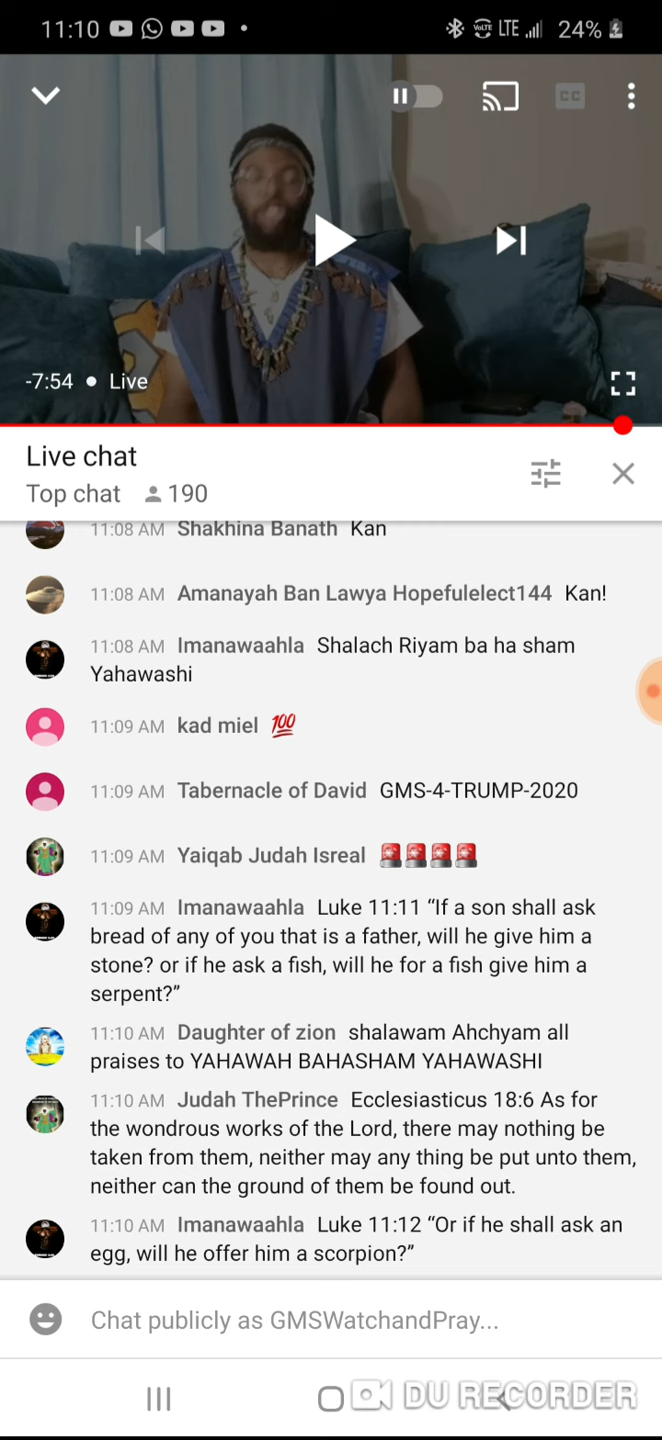 11:10
VoLTE LTE 24%
CC
-7:54 • Live
Live chat
Top chat 190
11:08 AM Shakhina Banath Kan
11:08 AM Amanayah Ban Lawya Hopefulelect144 Kan!
11:08 AM Imanawaahla Shalach Riyam ba ha sham
Yahawashi
11:09 AM kad miel 💯
11:09 AM Tabernacle of David GMS-4-TRUMP-2020
11:09 AM Yaiqab Judah Isreal 🚨🚨🚨🚨
11:09 AM Imanawaahla Luke 11:11 “If a son shall ask
bread of any of you that is a father, will he give him a
stone? or if he ask a fish, will he for a fish give him a
serpent?”
11:10 AM Daughter of zion shalawam Ahchyam all
praises to YAHAWAH BAHASHAM YAHAWASHI
11:10 AM Judah ThePrince Ecclesiasticus 18:6 As for
the wondrous works of the Lord, there may nothing be
taken from them, neither may any thing be put unto them,
neither can the ground of them be found out.
11:10 AM Imanawaahla Luke 11:12 “Or if he shall ask an
egg, will he offer him a scorpion?”
Chat publicly as GMSWatchandPray...
DU RECORDER